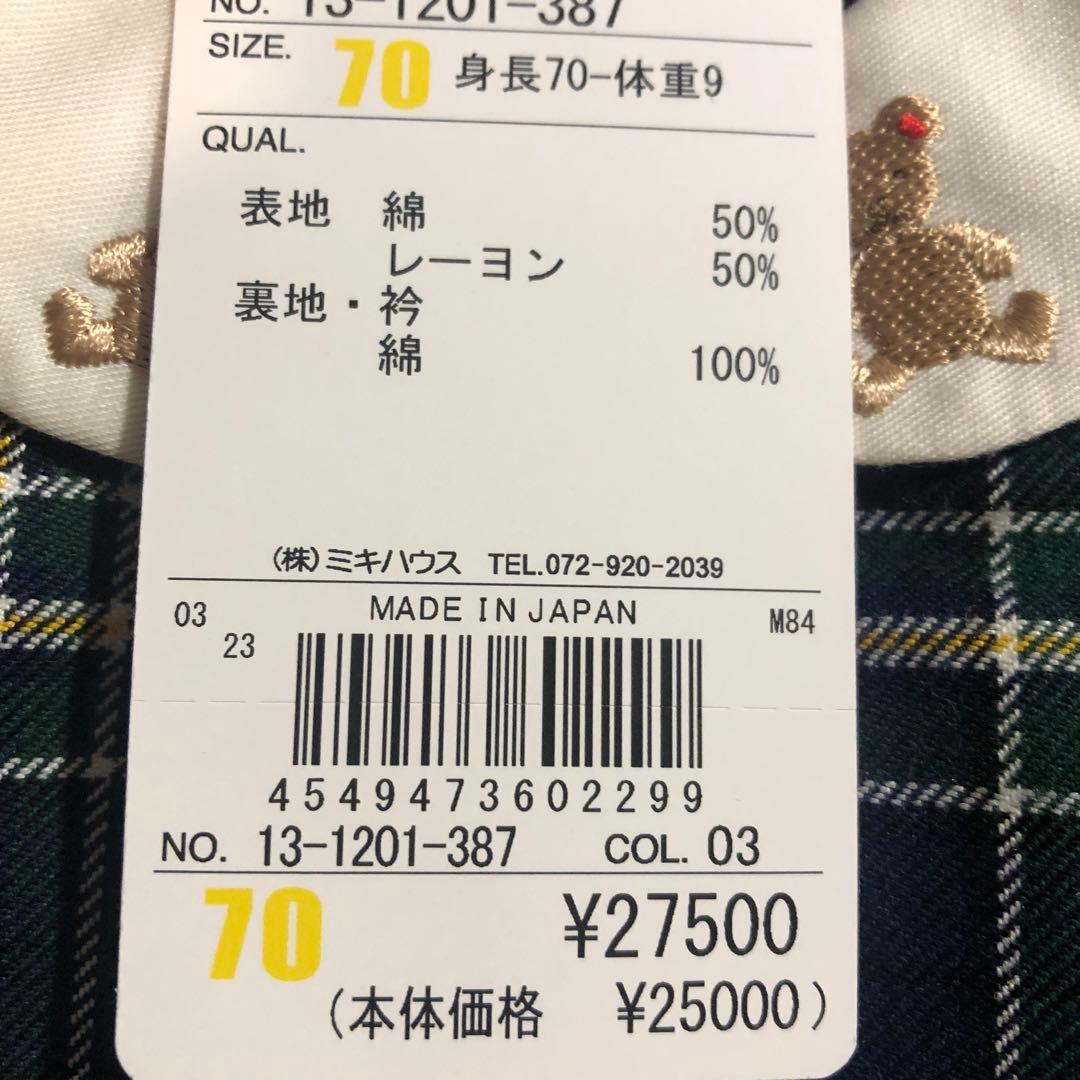 NO. 13-1201-387
SIZE. 70 身長70-体重9
QUAL.
表地 綿 50%
レーヨン 50%
裏地・衿
綿 100%
(株)ミキハウス TEL.072-920-2039
03 MADE IN JAPAN M84
23
4549473602299
NO. 13-1201-387 COL. 03
70 ¥27500
(本体価格 ¥25000)